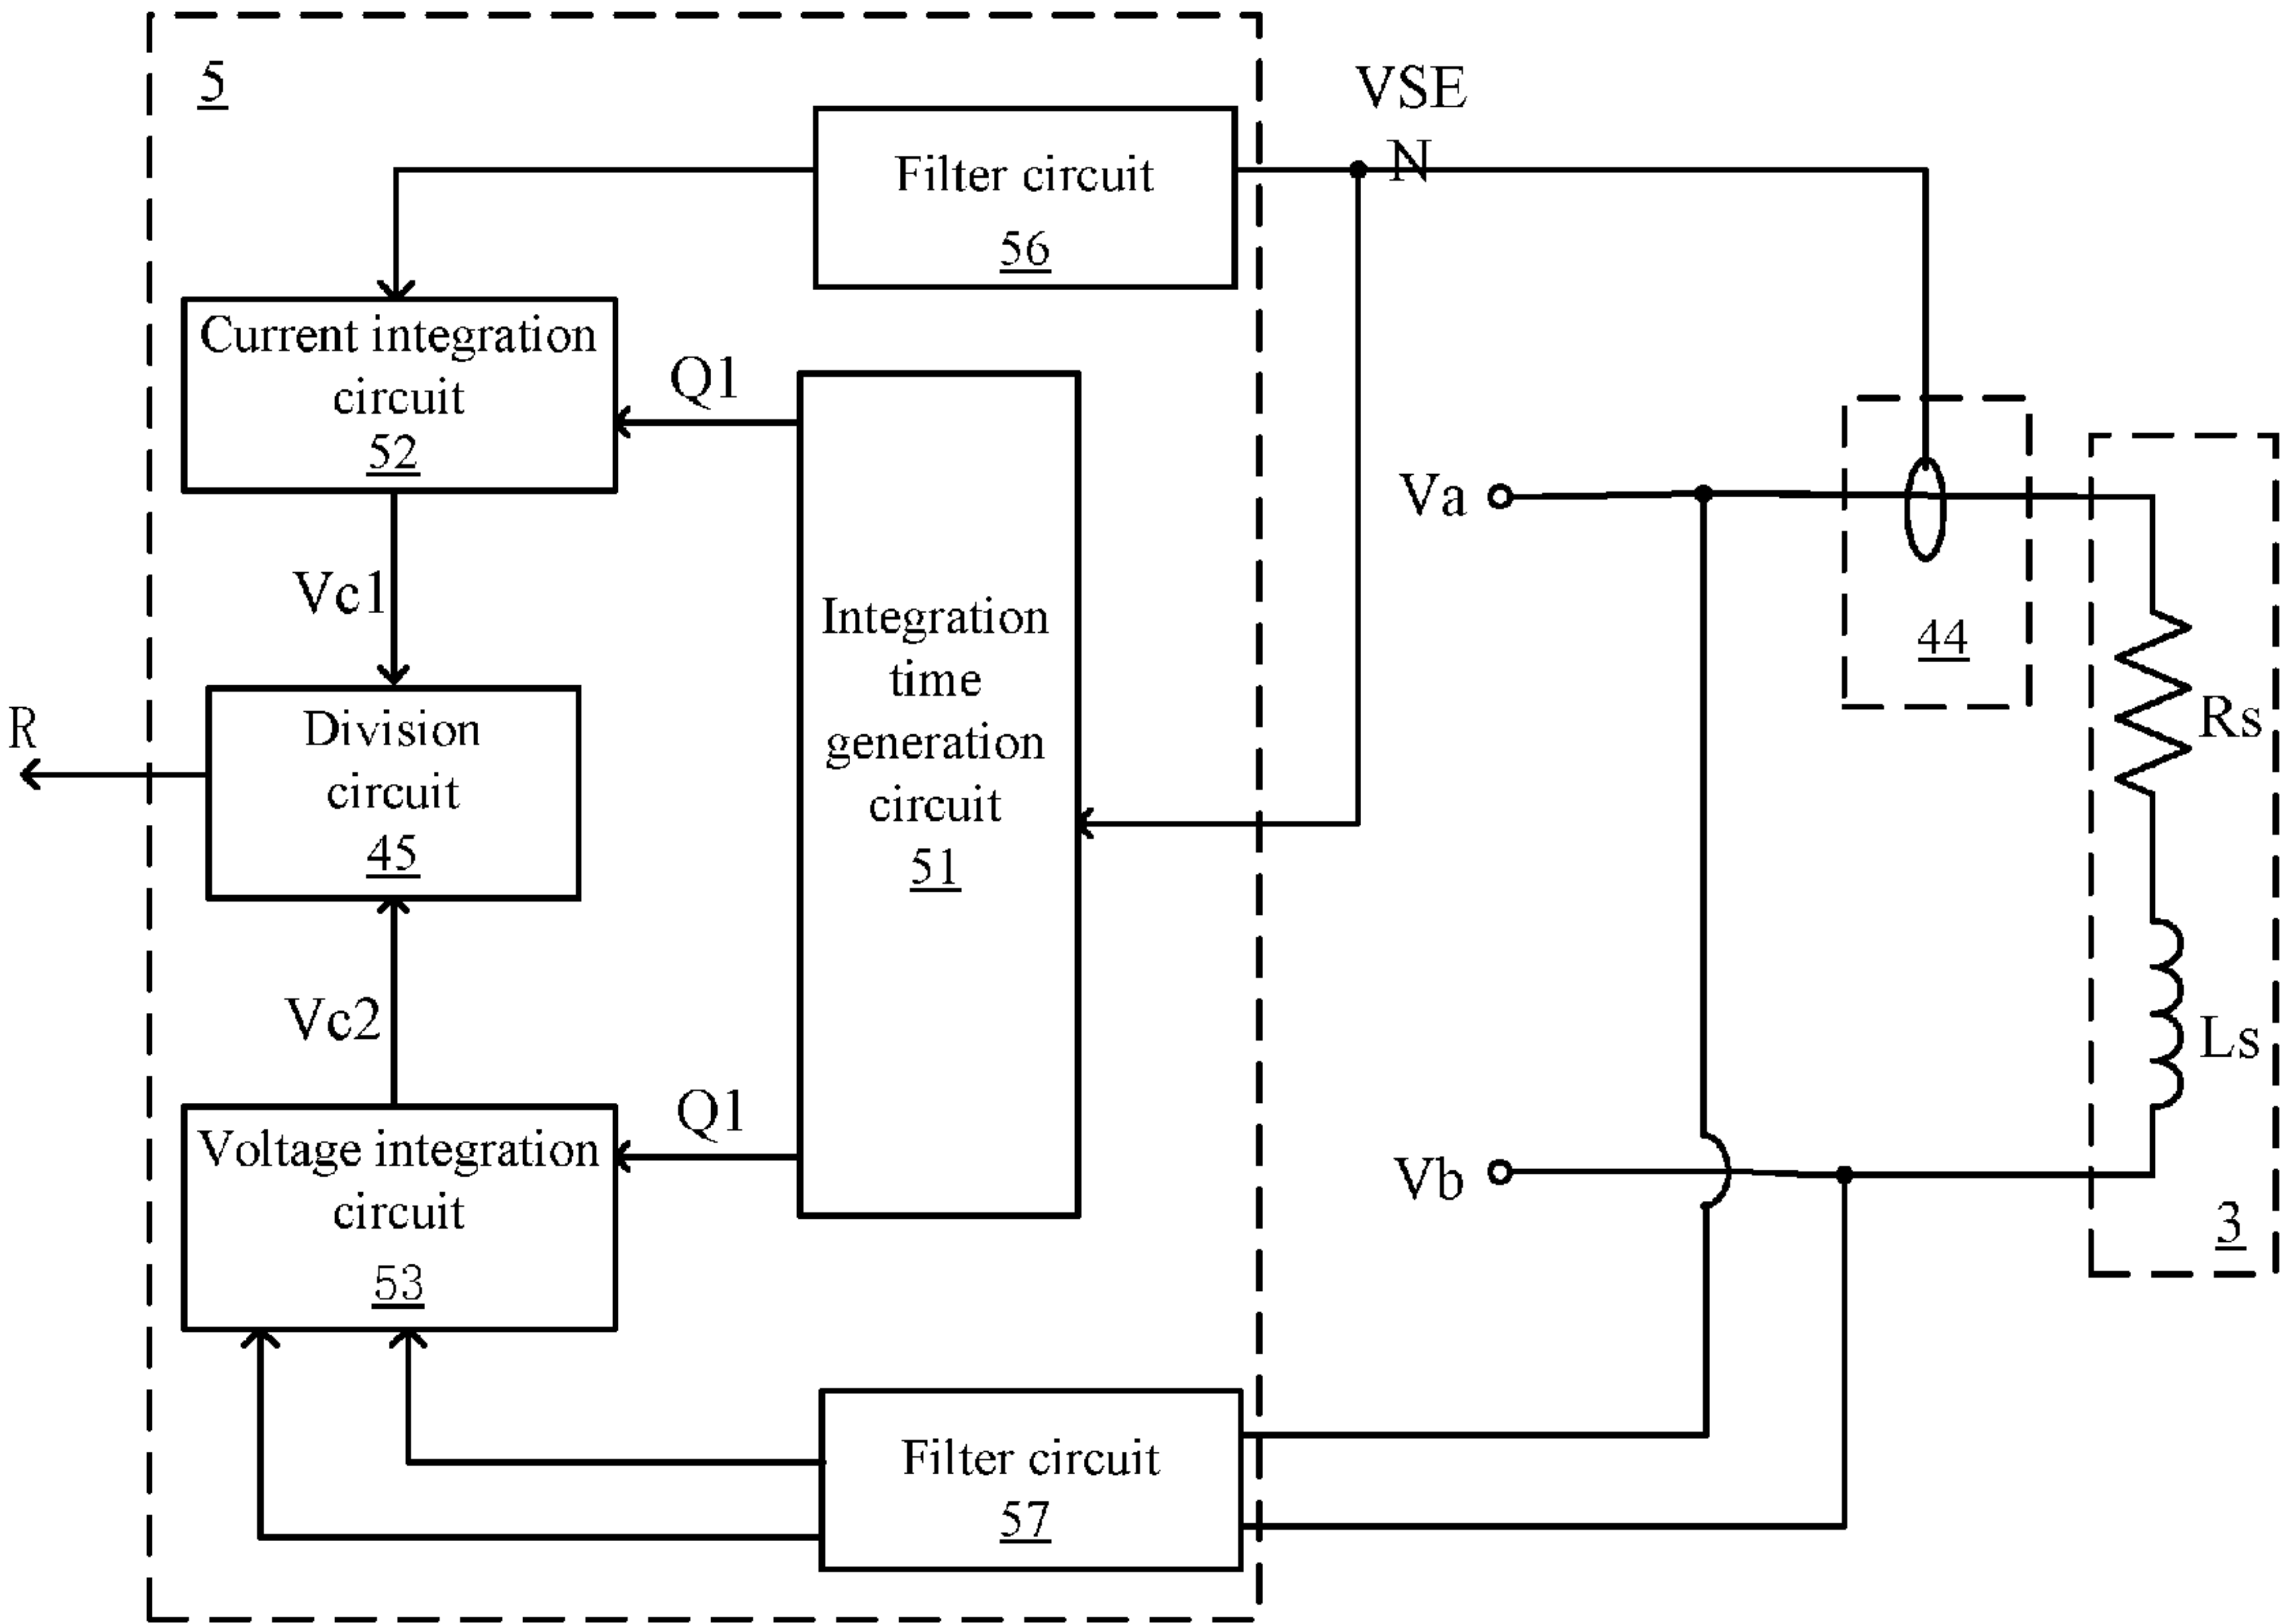 5
VSE
N
Filter circuit
56
Current integration
circuit
52
Q1
Integration
time
generation
circuit
51
Va
44
Vc1
Rs
R
Division
circuit
45
Vc2
Ls
Q1
Voltage integration
circuit
53
Vb
3
Filter circuit
57